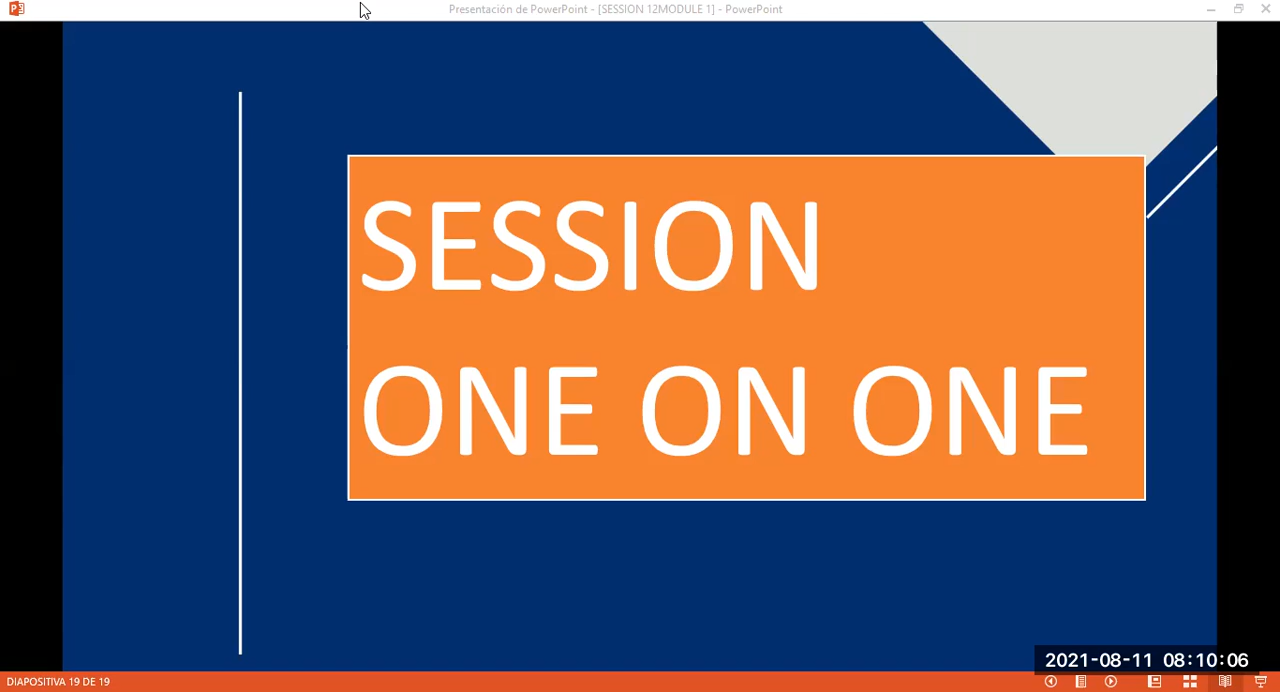 Presentación de PowerPoint - [SESSION 12MODULE 1] - PowerPoint
SESSION
ONE ON ONE
2021-08-11 08:10:06
DIAPOSITIVA 19 DE 19